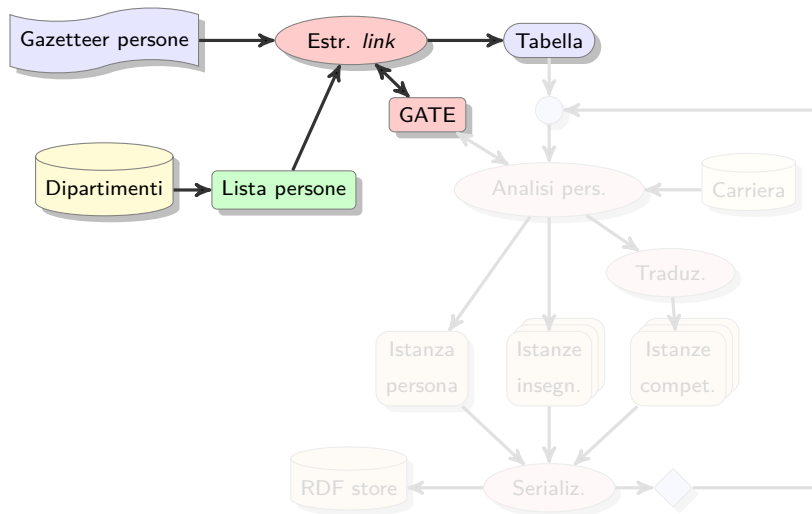 Gazetteer persone
Estr. link
Tabella
GATE
Dipartimenti
Lista persone
Analisi pers.
Carriera
Traduz.
Istanza
persona
Istanze
insegn.
Istanze
compet.
RDF store
Serializ.